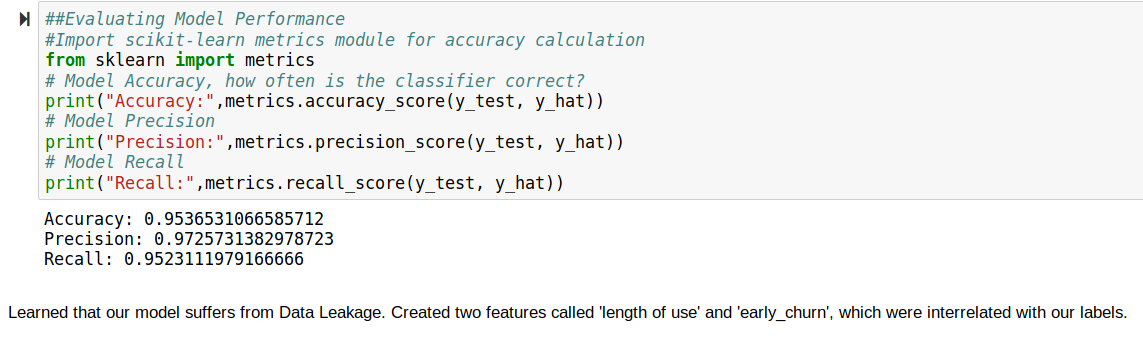 ##Evaluating Model Performance
#Import scikit-learn metrics module for accuracy calculation
from sklearn import metrics
# Model Accuracy, how often is the classifier correct?
print("Accuracy:",metrics.accuracy_score(y_test, y_hat))
# Model Precision
print("Precision:",metrics.precision_score(y_test, y_hat))
# Model Recall
print("Recall:",metrics.recall_score(y_test, y_hat))
Accuracy: 0.9536531066585712
Precision: 0.9725731382978723
Recall: 0.9523111979166666
Learned that our model suffers from Data Leakage. Created two features called 'length of use' and 'early_churn', which were interrelated with our labels.